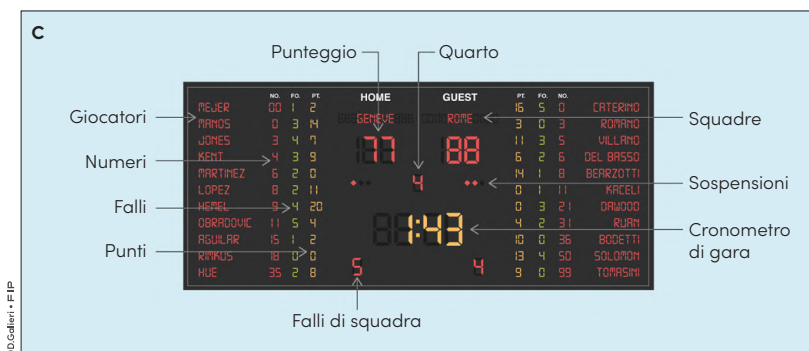 C
Punteggio
Quarto
Giocatori
Numeri
Falli
Punti
NO. FO. PT. HOME GUEST PT. FO. NO.
MEJER 00 1 2 16 5 0 CATERINO
MANOS 0 3 14 GENEVE ROME 3 0 3 ROMANO
JONES 3 4 7 77 88 11 3 5 VILLANO
KENT 4 3 9 6 2 6 DEL BASSO
MARTINEZ 6 2 0 4 14 1 8 BEARZOTTI
LOPEZ 8 2 11 0 1 11 KACELI
HEMEL 9 4 20 0 3 21 DAWOOD
OBRADOVIC 11 5 4 1:43 4 2 31 RUAN
AGUILAR 15 1 2 10 0 36 BODETTI
RIMKUS 18 0 0 5 4 13 4 50 SOLOMON
HUE 35 2 8 9 0 99 TOMASINI
Squadre
Sospensioni
Cronometro
di gara
Falli di squadra
OD.Galieri • FIP